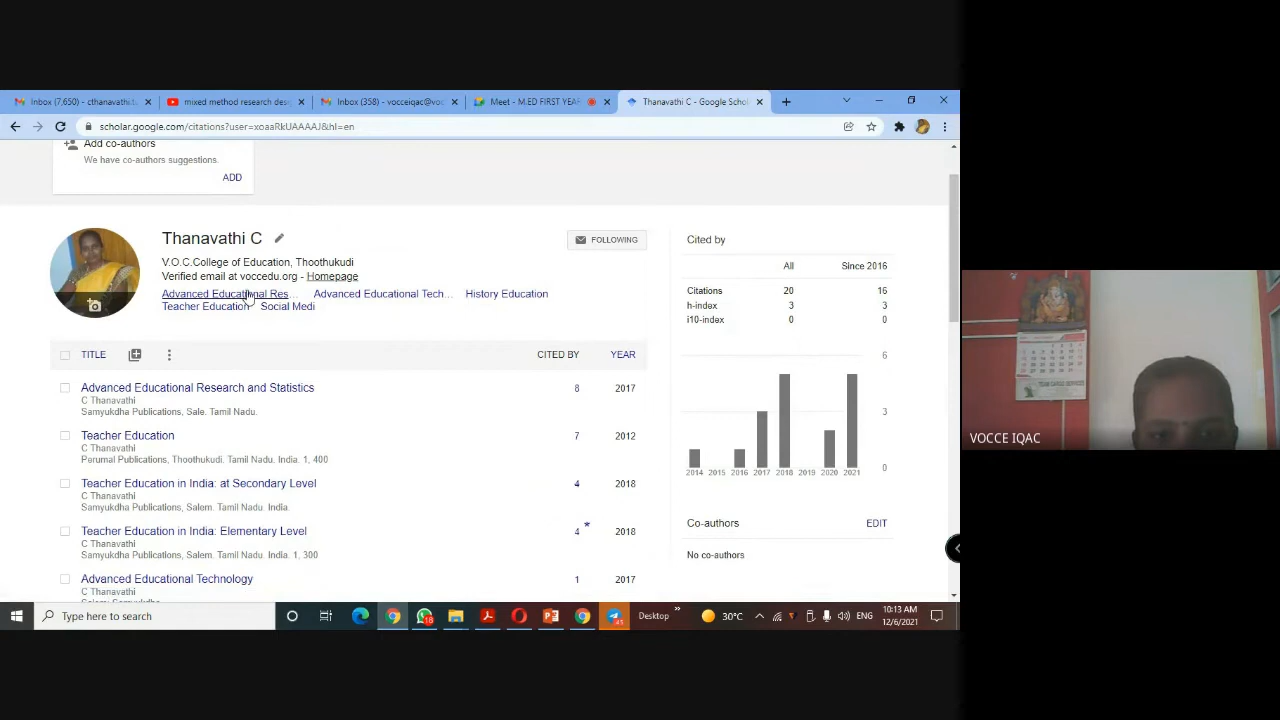 Inbox (7,650) - cthanavathi.t
mixed method research desi
Inbox (358) - vocceiqac@voc
Meet - M.ED FIRST YEAR
Thanavathi C - Google Schol
scholar.google.com/citations?user=xoaaRkUAAAAJ&hl=en
Add co-authors
We have co-authors suggestions.
ADD
Thanavathi C
FOLLOWING
V.O.C.College of Education, Thoothukudi
Verified email at voccedu.org - Homepage
Advanced Educational Res... Advanced Educational Tech... History Education
Teacher Education Social Medi
TITLE CITED BY YEAR
Advanced Educational Research and Statistics 8 2017
C Thanavathi
Samyukdha Publications, Sale. Tamil Nadu.
Teacher Education 7 2012
C Thanavathi
Perumal Publications, Thoothukudi. Tamil Nadu. India. 1, 400
Teacher Education in India: at Secondary Level 4 2018
C Thanavathi
Samyukdha Publications, Salem. Tamil Nadu. India.
Teacher Education in India: Elementary Level 4 * 2018
C Thanavathi
Samyukdha Publications, Salem. Tamil Nadu. India. 1, 300
Advanced Educational Technology 1 2017
C Thanavathi
Cited by
All Since 2016
Citations 20 16
h-index 3 3
i10-index 0 0
6
3
0
2014 2015 2016 2017 2018 2019 2020 2021
Co-authors EDIT
No co-authors
VOCCE IQAC
Type here to search
18
45
Desktop
30°C
ENG
10:13 AM
12/6/2021